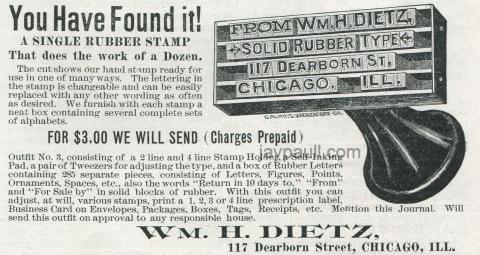 You Have Found it!
A SINGLE RUBBER STAMP
That does the work of a Dozen.
The cut shows our hand stamp ready for
use in one of many ways. The lettering in
the stamp is changeable and can be easily
replaced with any other wording as often
as desired. We furnish with each stamp a
neat box containing several complete sets
of alphabets.
FROM WM. H. DIETZ,
SOLID RUBBER TYPE
117 DEARBORN ST,
CHICAGO, ILL.
FOR $3.00 WE WILL SEND (Charges Prepaid)
jaypaull.com
Outfit No. 3, consisting of a 2 line and 4 line Stamp Holder, a Self-Inking
Pad, a pair of Tweezers for adjusting the type, and a box of Rubber Letters
containing 285 separate pieces, consisting of Letters, Figures, Points,
Ornaments, Spaces, etc., also the words "Return in 10 days to," "From"
and "For Sale by" in solid blocks of rubber. With this outfit you can
adjust, at will, various stamps, print a 1, 2, 3 or 4 line prescription label,
Business Card on Envelopes, Packages, Boxes, Tags, Receipts, etc. Mention this Journal. Will
send this outfit on approval to any responsible house.
WM. H. DIETZ,
117 Dearborn Street, CHICAGO, ILL.